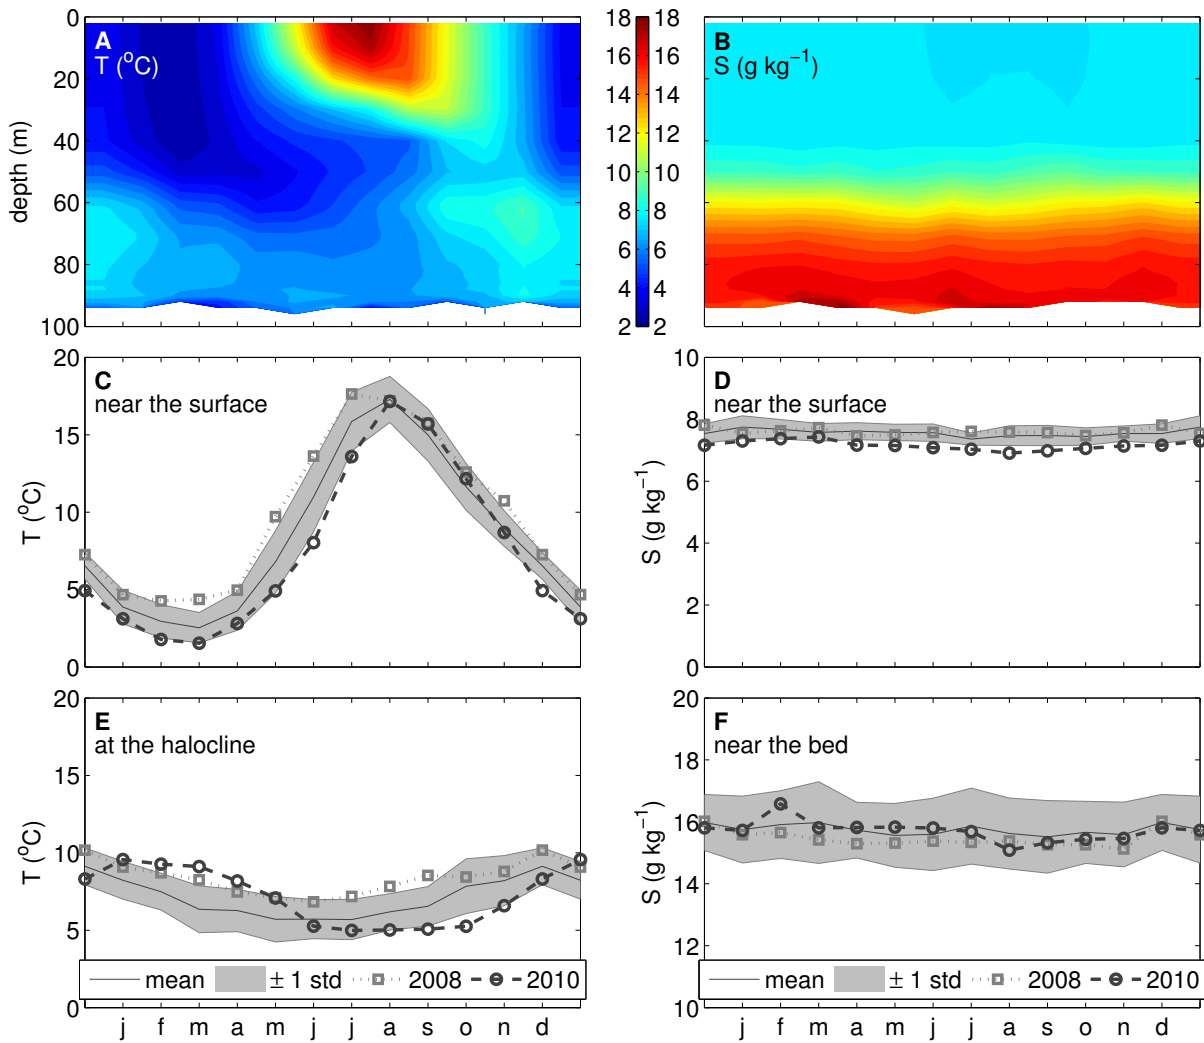 A
T (°C)
0
20
40
60
80
100
depth (m)
18 18
16 16
14 14
12 12
10 10
8 8
6 6
4 4
2 2
B
S (g kg⁻¹)
C
near the surface
20
15
10
5
0
T (°C)
D
near the surface
10
8
6
4
2
0
S (g kg⁻¹)
E
at the halocline
20
15
10
5
0
T (°C)
mean ± 1 std 2008 2010
j f m a m j j a s o n d
F
near the bed
20
18
16
14
12
10
S (g kg⁻¹)
mean ± 1 std 2008 2010
j f m a m j j a s o n d